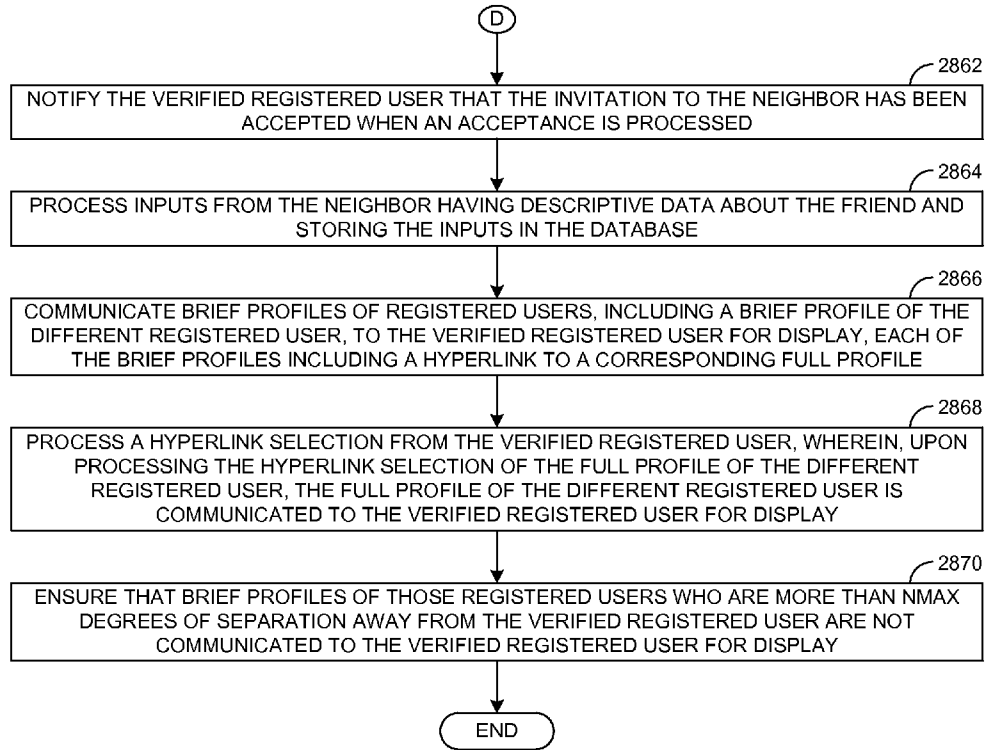 D
2862
NOTIFY THE VERIFIED REGISTERED USER THAT THE INVITATION TO THE NEIGHBOR HAS BEEN
ACCEPTED WHEN AN ACCEPTANCE IS PROCESSED
2864
PROCESS INPUTS FROM THE NEIGHBOR HAVING DESCRIPTIVE DATA ABOUT THE FRIEND AND
STORING THE INPUTS IN THE DATABASE
2866
COMMUNICATE BRIEF PROFILES OF REGISTERED USERS, INCLUDING A BRIEF PROFILE OF THE
DIFFERENT REGISTERED USER, TO THE VERIFIED REGISTERED USER FOR DISPLAY, EACH OF
THE BRIEF PROFILES INCLUDING A HYPERLINK TO A CORRESPONDING FULL PROFILE
2868
PROCESS A HYPERLINK SELECTION FROM THE VERIFIED REGISTERED USER, WHEREIN, UPON
PROCESSING THE HYPERLINK SELECTION OF THE FULL PROFILE OF THE DIFFERENT
REGISTERED USER, THE FULL PROFILE OF THE DIFFERENT REGISTERED USER IS
COMMUNICATED TO THE VERIFIED REGISTERED USER FOR DISPLAY
2870
ENSURE THAT BRIEF PROFILES OF THOSE REGISTERED USERS WHO ARE MORE THAN NMAX
DEGREES OF SEPARATION AWAY FROM THE VERIFIED REGISTERED USER ARE NOT
COMMUNICATED TO THE VERIFIED REGISTERED USER FOR DISPLAY
END